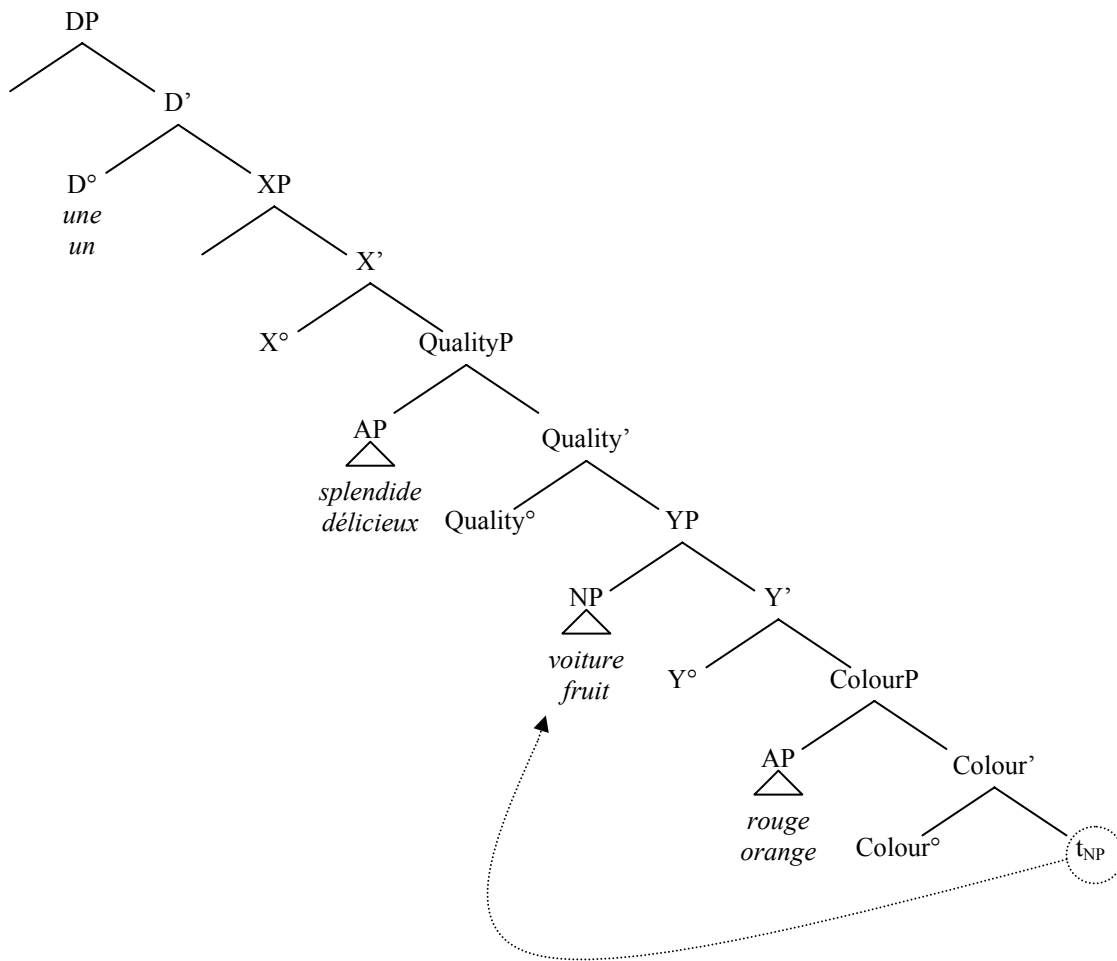 DP
D’
D°
XP
une
un
X’
X°
QualityP
AP
Quality’
splendide
délicieux
Quality°
YP
NP
Y’
voiture
fruit
Y°
ColourP
AP
Colour’
rouge
orange
Colour°
tNP